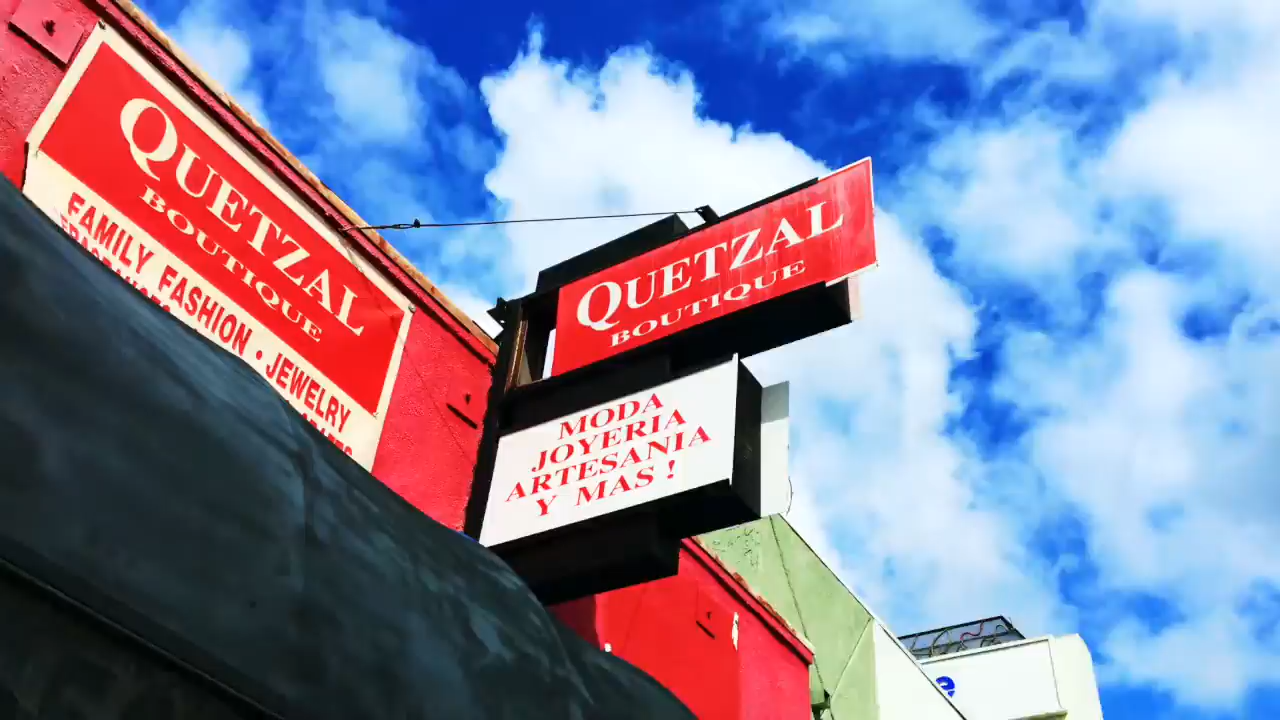 QUETZAL
BOUTIQUE
FAMILY FASHION • JEWELRY
QUETZAL
BOUTIQUE
MODA
JOYERIA
ARTESANIA
Y MAS !